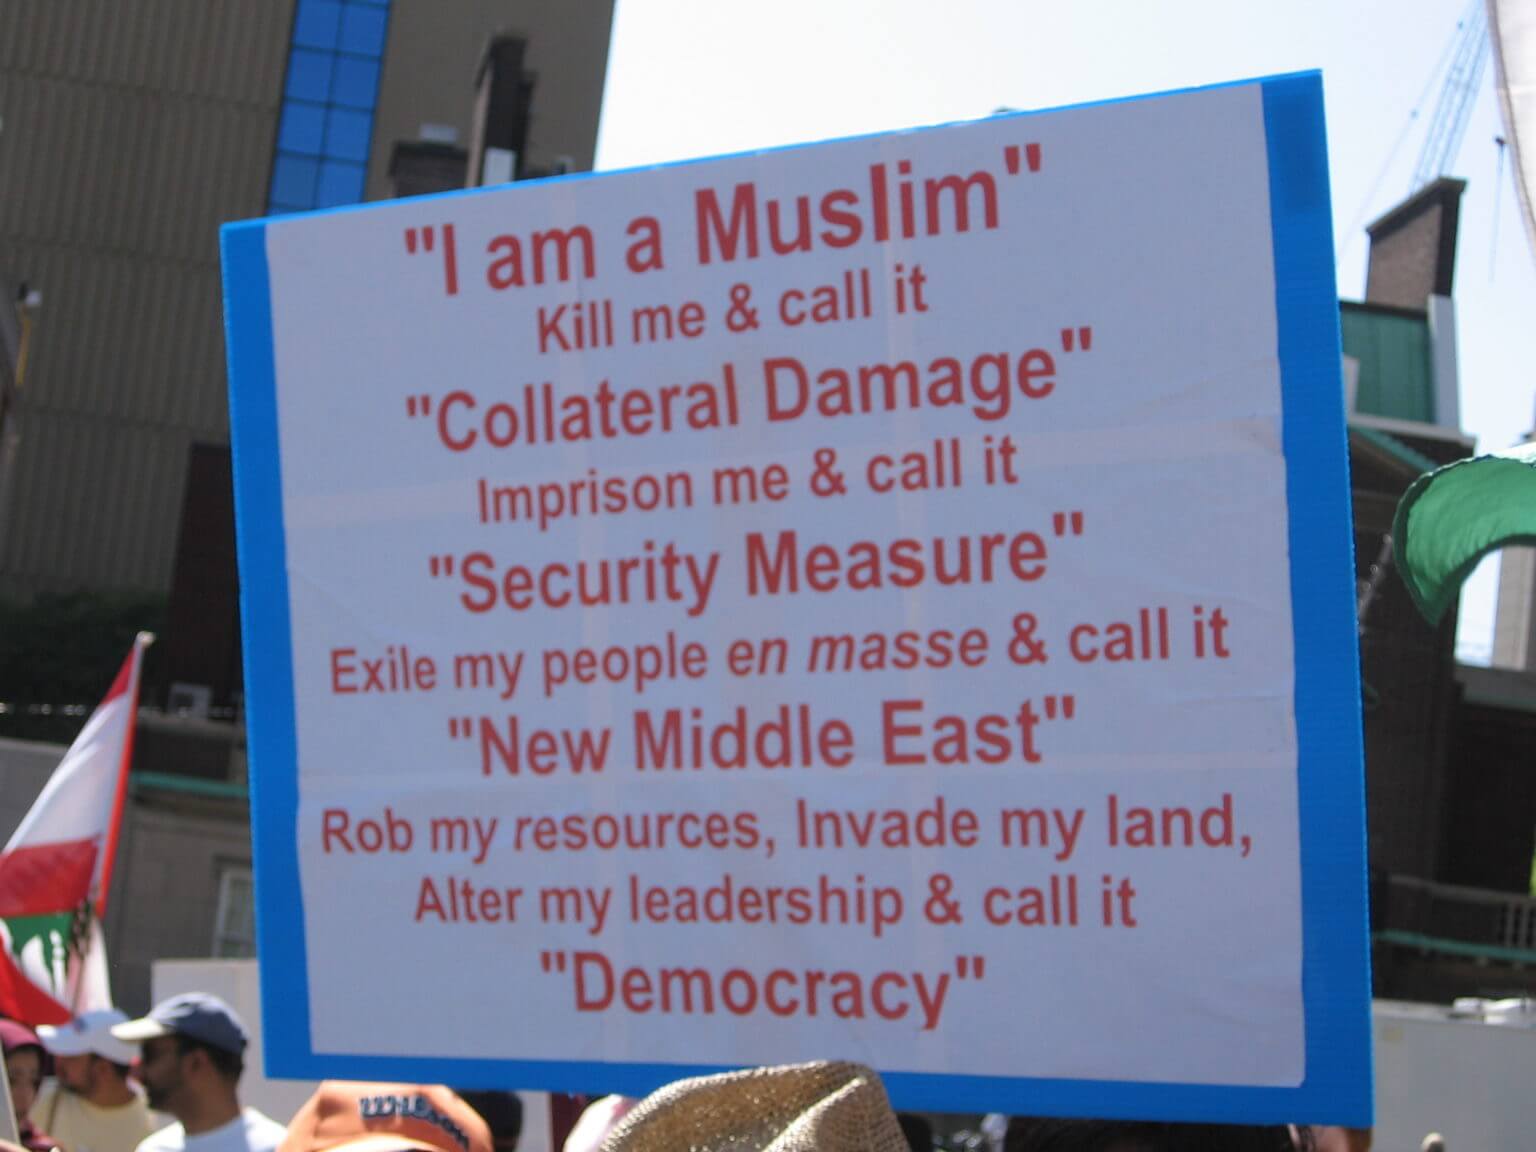 "I am a Muslim"
Kill me & call it
"Collateral Damage"
Imprison me & call it
"Security Measure"
Exile my people en masse & call it
"New Middle East"
Rob my resources, Invade my land,
Alter my leadership & call it
"Democracy"